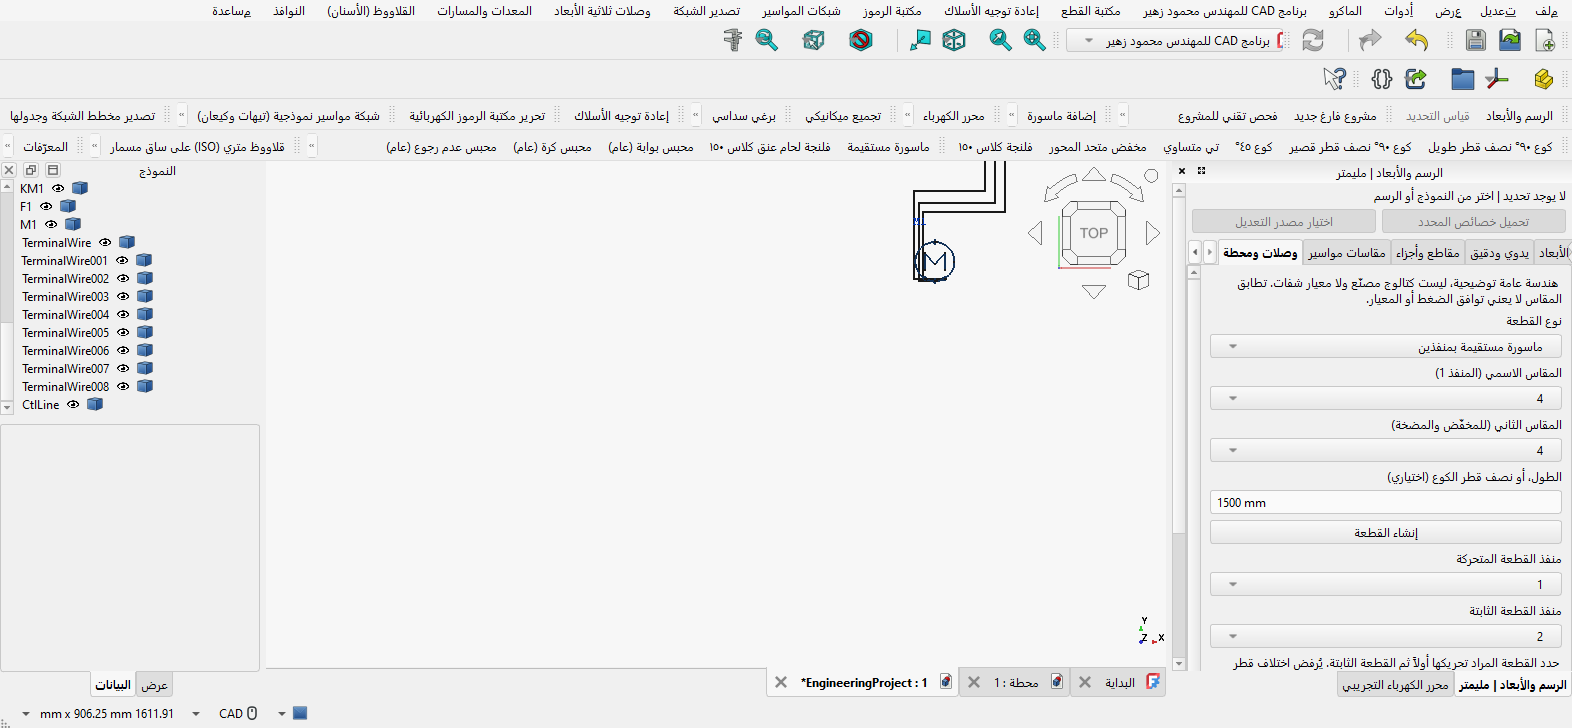 ملف تعديل عرض أدوات الماكرو برنامج CAD للمهندس محمود زهير مكتبة القطع إعادة توجيه الأسلاك مكتبة الرموز شبكات المواسير تصدير الشبكة وصلات ثلاثية الأبعاد المعدات والمسارات القلاووظ (الأسنان) النوافذ مساعدة
برنامج CAD للمهندس محمود زهير
الرسم والأبعاد قياس التحديد مشروع فارغ جديد فحص تقني للمشروع إضافة ماسورة محرر الكهرباء تجميع ميكانيكي برغي سداسي إعادة توجيه الأسلاك تحرير مكتبة الرموز الكهربائية شبكة مواسير نموذجية (تيهات وكيعان) تصدير مخطط الشبكة وجدولها
كوع ٩٠° نصف قطر طويل كوع ٩٠° نصف قطر قصير كوع ٤٥° تي متساوي مخفض متحد المحور فلنجة كلاس ١٥٠ ماسورة مستقيمة فلنجة لحام عنق كلاس ١٥٠ محبس بوابة (عام) محبس كرة (عام) محبس عدم رجوع (عام) قلاووظ متري (ISO) على ساق مسمار المعرّفات
النموذج
KM1
F1
M1
TerminalWire
TerminalWire001
TerminalWire002
TerminalWire003
TerminalWire004
TerminalWire005
TerminalWire006
TerminalWire007
TerminalWire008
CtlLine
عرض البيانات
M
TOP
Y
Z X
الرسم والأبعاد | مليمتر
لا يوجد تحديد | اختر من النموذج أو الرسم
تحميل خصائص المحدد اختيار مصدر التعديل
الأبعاد يدوي ودقيق مقاطع وأجزاء مقاسات مواسير وصلات ومحطة
هندسة عامة توضيحية، ليست كتالوج مصنّع ولا معيار شفات. تطابق
المقاس لا يعني توافق الضغط أو المعيار.
نوع القطعة
ماسورة مستقيمة بمنفذين
المقاس الاسمي (المنفذ 1)
4
المقاس الثاني (للمخفّض والمضخة)
4
الطول، أو نصف قطر الكوع (اختياري)
1500 mm
إنشاء القطعة
منفذ القطعة المتحركة
1
منفذ القطعة الثابتة
2
حدد القطعة المراد تحريكها أولاً ثم القطعة الثابتة. يُرفض اختلاف قطر
الرسم والأبعاد | مليمتر محرر الكهرباء التجريبي
البداية محطة : 1 EngineeringProject : 1*
mm x 906.25 mm 1611.91 CAD